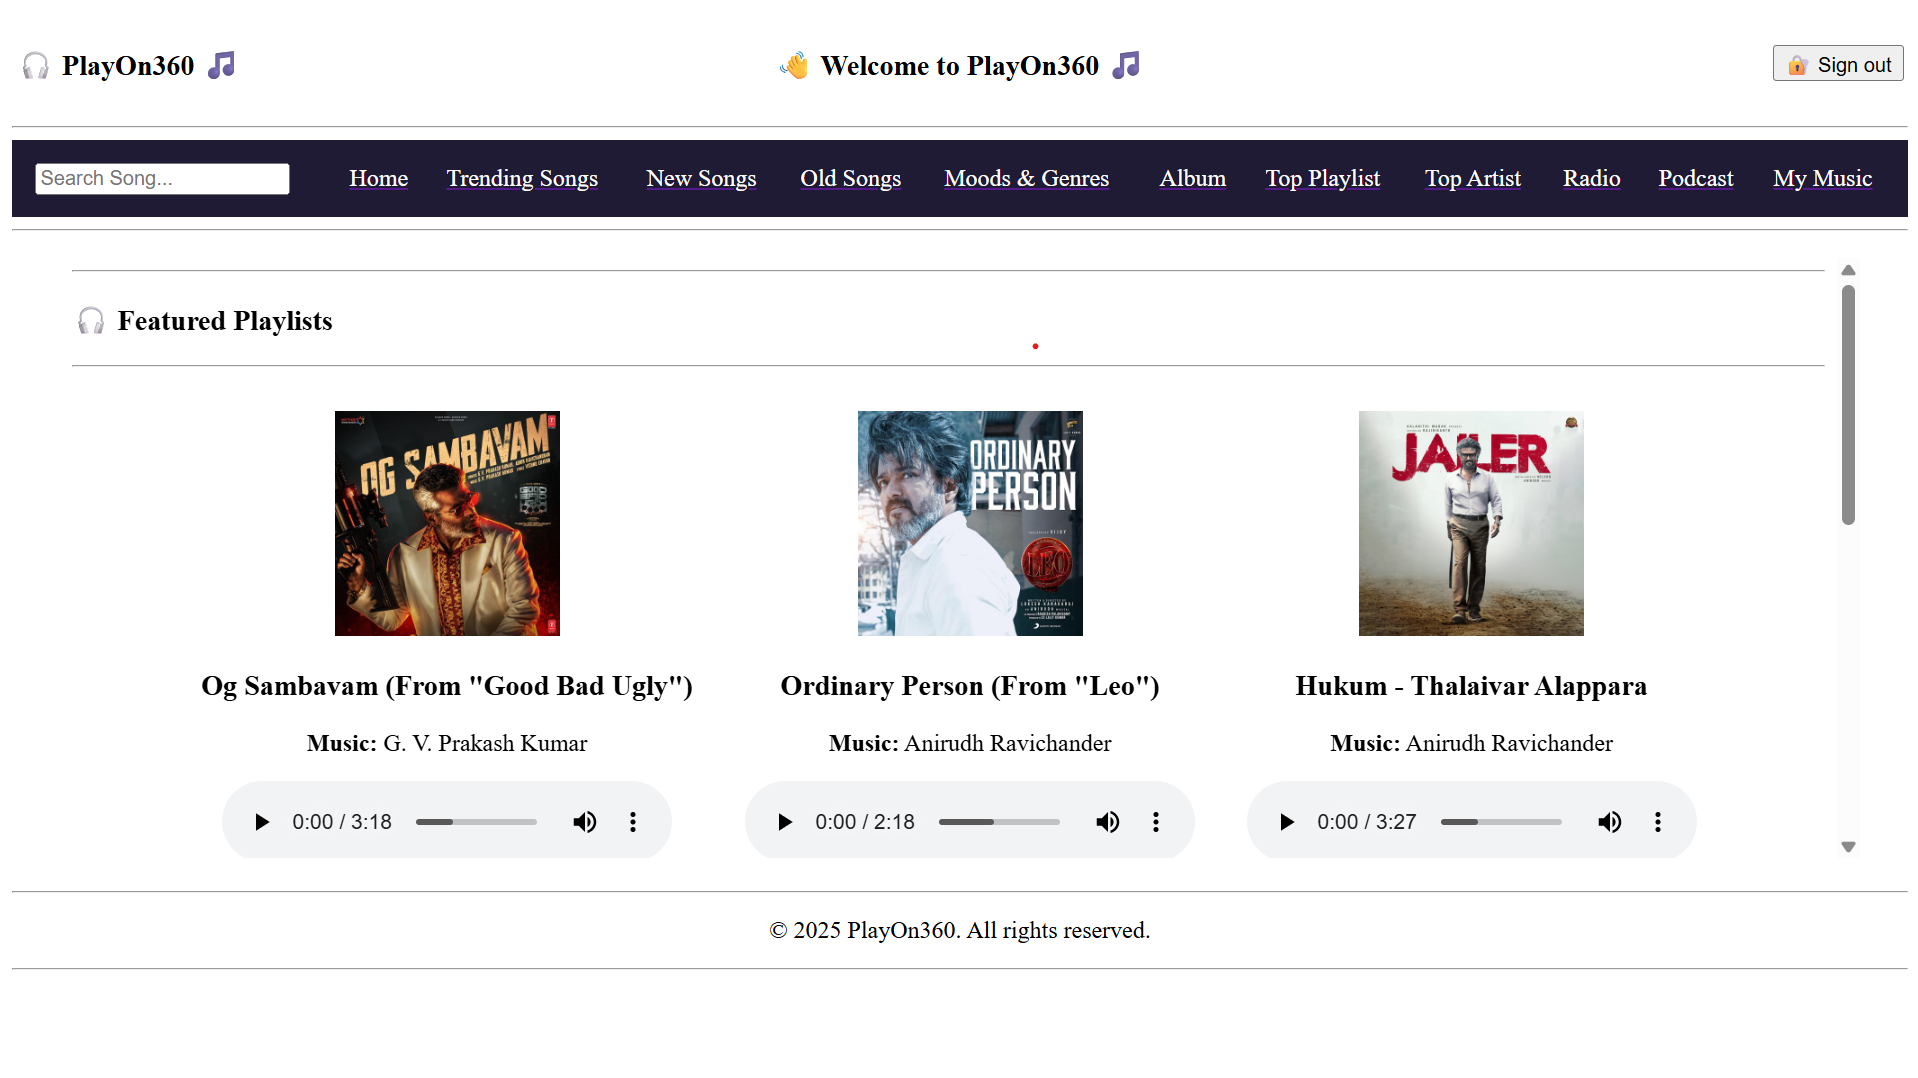 🎧 PlayOn360 🎵
👋 Welcome to PlayOn360 🎵
🔐 Sign out
Search Song...
Home Trending Songs New Songs Old Songs Moods & Genres Album Top Playlist Top Artist Radio Podcast My Music
🎧 Featured Playlists
OG SAMBAVAM
ORDINARY
PERSON
LEO
JAILER
Og Sambavam (From "Good Bad Ugly")
Music: G. V. Prakash Kumar
0:00 / 3:18
Ordinary Person (From "Leo")
Music: Anirudh Ravichander
0:00 / 2:18
Hukum - Thalaivar Alappara
Music: Anirudh Ravichander
0:00 / 3:27
© 2025 PlayOn360. All rights reserved.